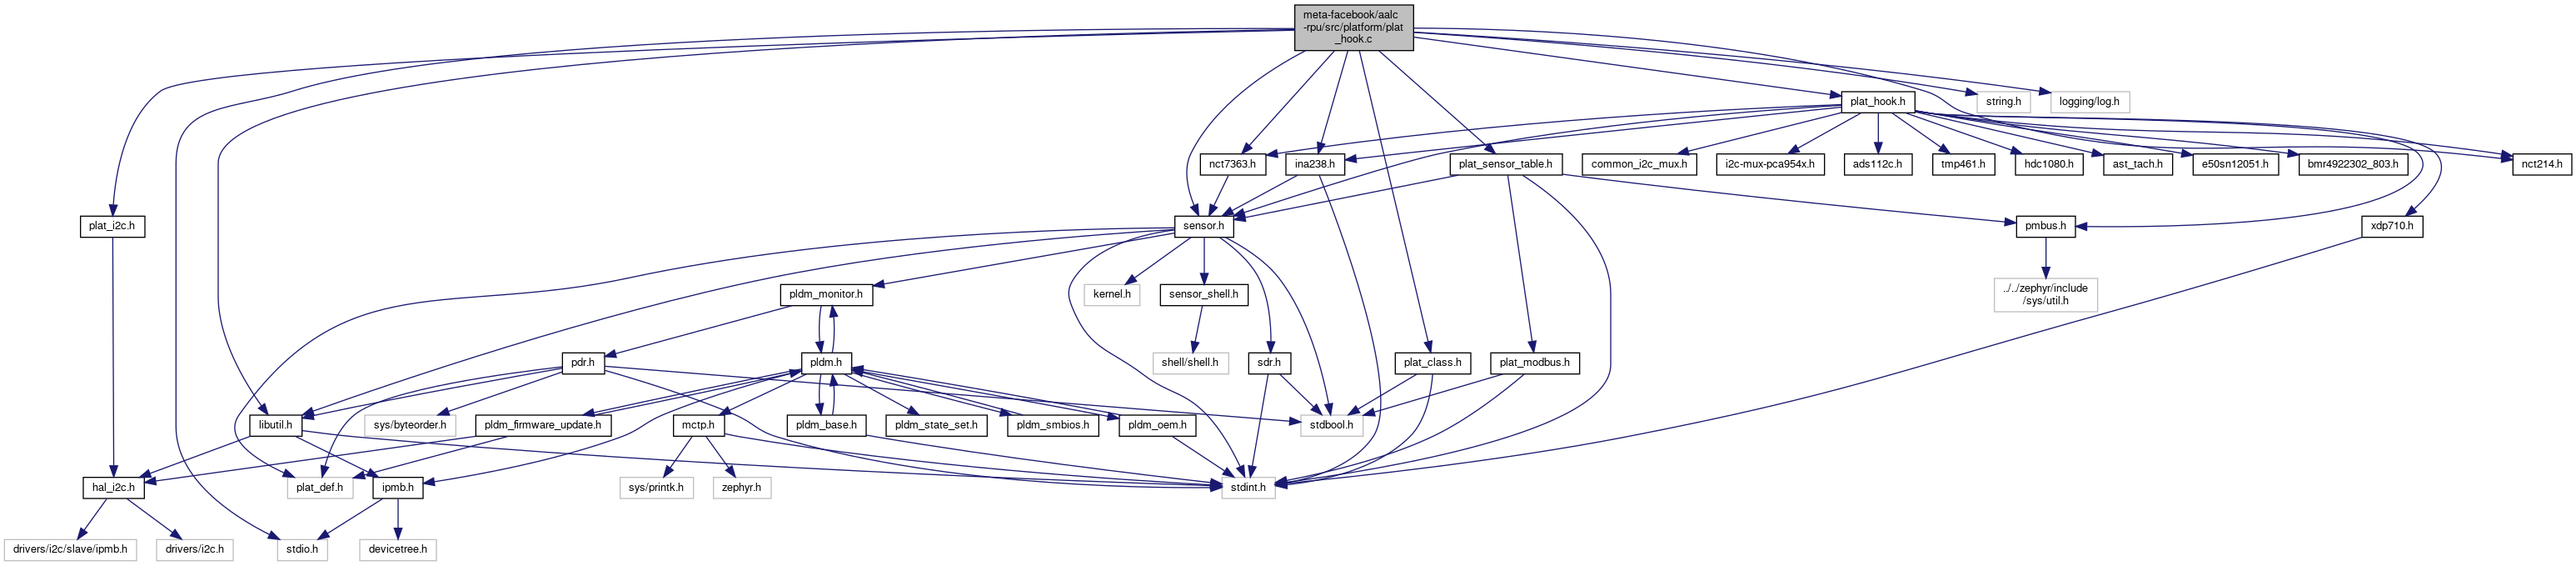 meta-facebook/aalc
-rpu/src/platform/plat
_hook.c
plat_hook.h
string.h
logging/log.h
nct7363.h
ina238.h
plat_sensor_table.h
common_i2c_mux.h
i2c-mux-pca954x.h
ads112c.h
tmp461.h
hdc1080.h
ast_tach.h
e50sn12051.h
bmr4922302_803.h
nct214.h
plat_i2c.h
sensor.h
pmbus.h
xdp710.h
pldm_monitor.h
kernel.h
sensor_shell.h
../../zephyr/include
/sys/util.h
pdr.h
pldm.h
shell/shell.h
sdr.h
plat_class.h
plat_modbus.h
libutil.h
sys/byteorder.h
pldm_firmware_update.h
mctp.h
pldm_base.h
pldm_state_set.h
pldm_smbios.h
pldm_oem.h
stdbool.h
hal_i2c.h
plat_def.h
ipmb.h
sys/printk.h
zephyr.h
stdint.h
drivers/i2c/slave/ipmb.h
drivers/i2c.h
stdio.h
devicetree.h